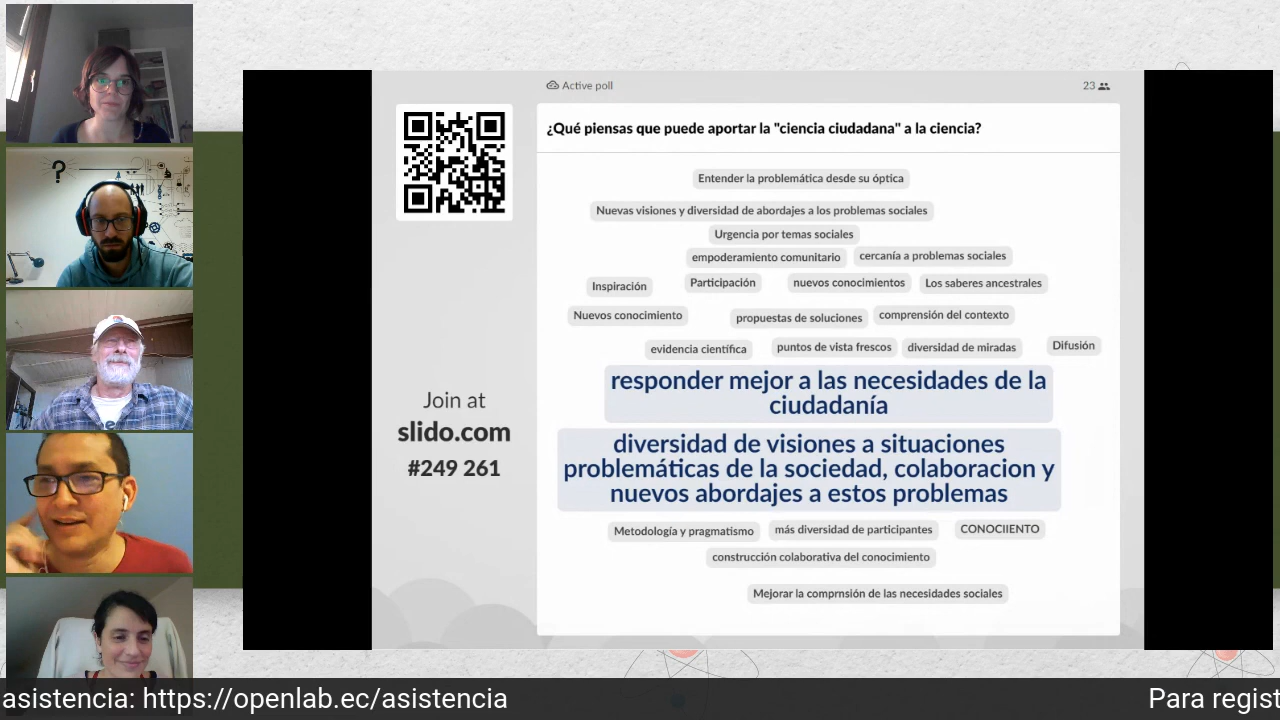 Active poll
23
¿Qué piensas que puede aportar la "ciencia ciudadana" a la ciencia?
Entender la problemática desde su óptica
Nuevas visiones y diversidad de abordajes a los problemas sociales
Urgencia por temas sociales
empoderamiento comunitario
cercanía a problemas sociales
Inspiración
Participación
nuevos conocimientos
Los saberes ancestrales
Nuevos conocimiento
propuestas de soluciones
comprensión del contexto
evidencia científica
puntos de vista frescos
diversidad de miradas
Difusión
responder mejor a las necesidades de la
ciudadanía
diversidad de visiones a situaciones
problemáticas de la sociedad, colaboracion y
nuevos abordajes a estos problemas
Metodología y pragmatismo
más diversidad de participantes
CONOCIIENTO
construcción colaborativa del conocimiento
Mejorar la comprnsión de las necesidades sociales
Join at
slido.com
#249 261
?
asistencia: https://openlab.ec/asistencia
Para regist